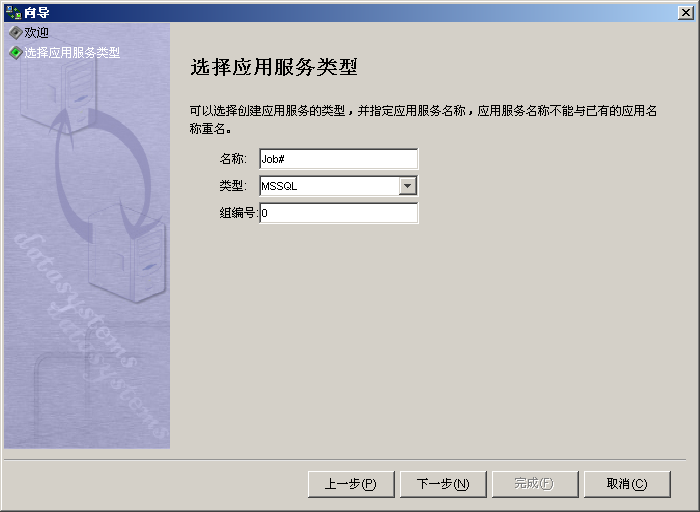 向导
欢迎
选择应用服务类型
选择应用服务类型
可以选择创建应用服务的类型，并指定应用服务名称，应用服务名称不能与已有的应用名
称重名。
名称: Job#
类型: MSSQL
组编号: 0
datasystems
datasystems
上一步(P) 下一步(N) 完成(F) 取消(C)